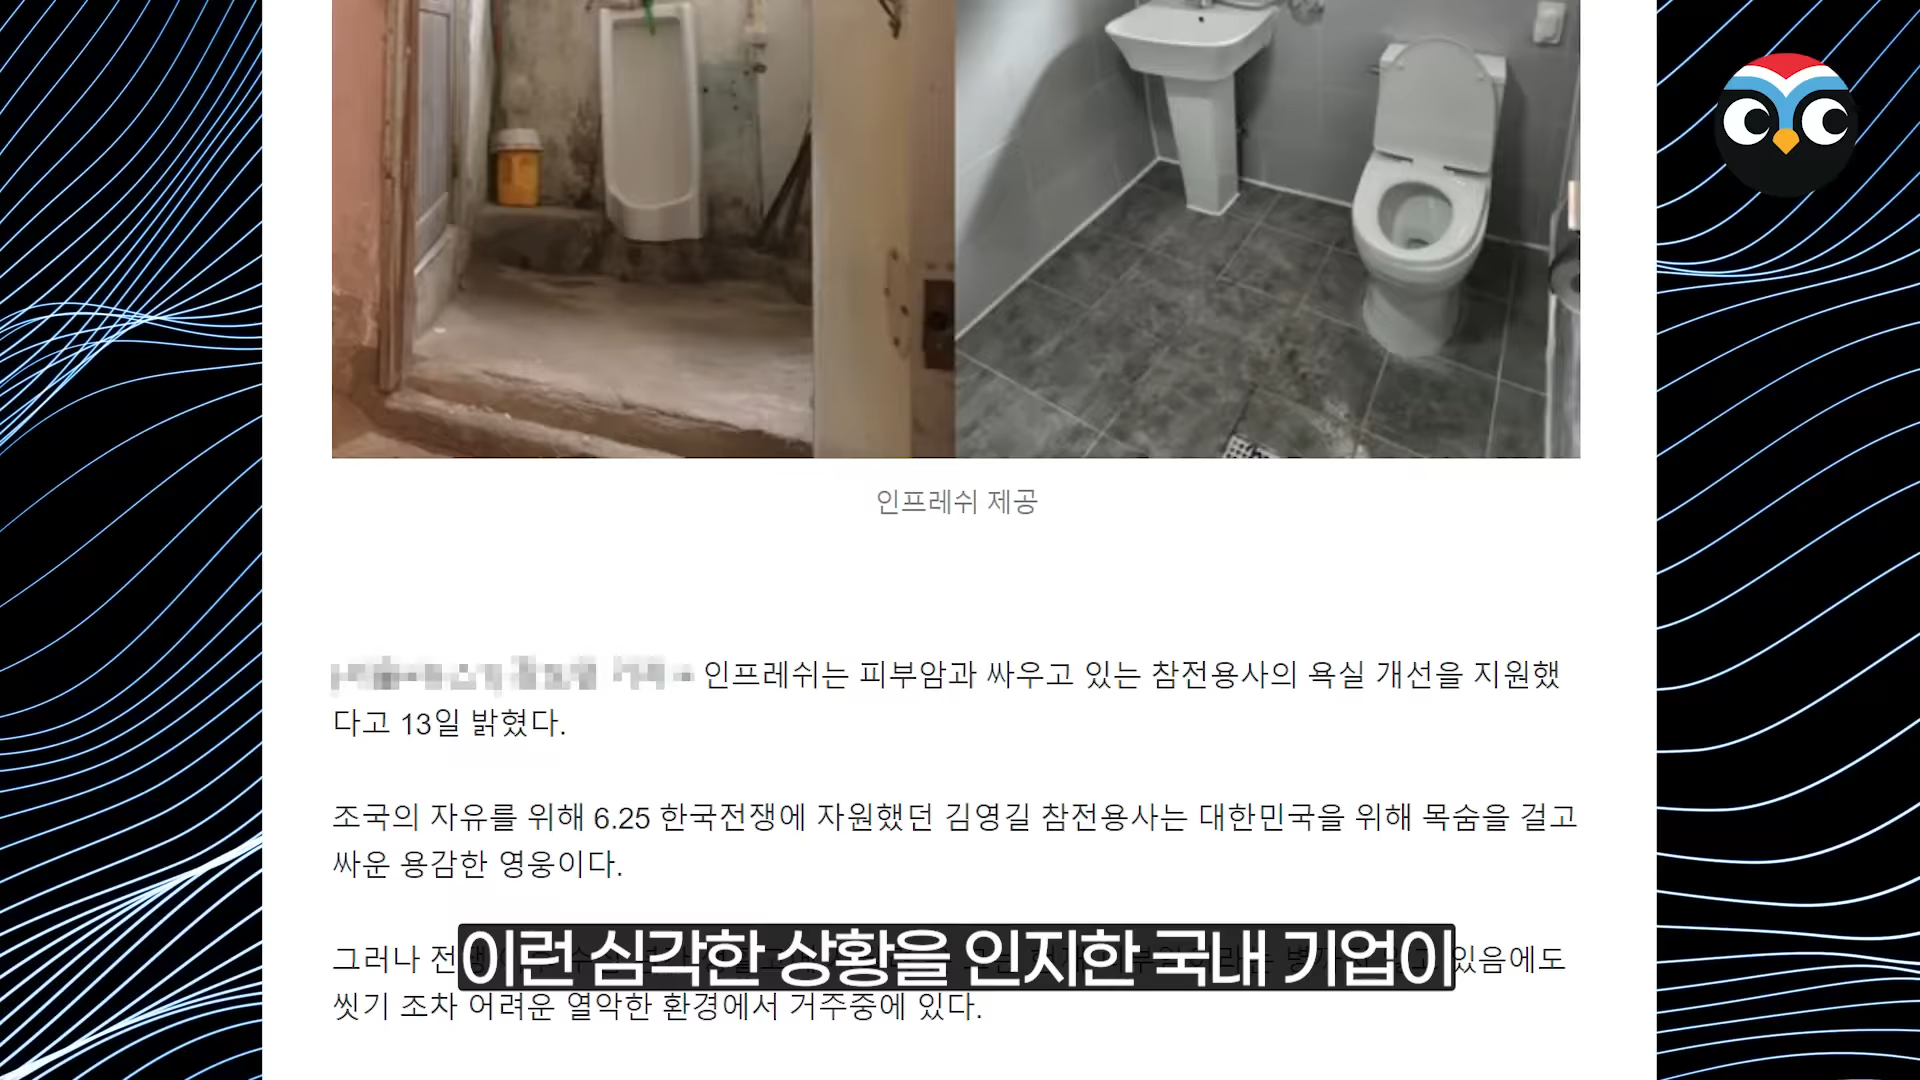 인프레쉬 제공
인프레쉬는 피부암과 싸우고 있는 참전용사의 욕실 개선을 지원했
다고 13일 밝혔다.
조국의 자유를 위해 6.25 한국전쟁에 자원했던 김영길 참전용사는 대한민국을 위해 목숨을 걸고
싸운 용감한 영웅이다.
그러나 있음에도
이런 심각한 상황을 인지한 국내 기업이
씻기 조차 어려운 열악한 환경에서 거주중에 있다.